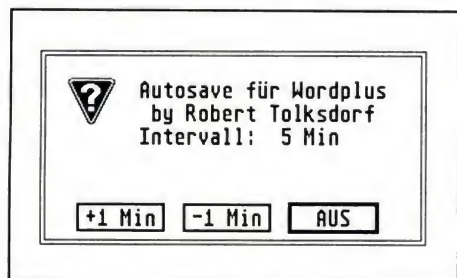 ?
Autosave für Wordplus
by Robert Tolksdorf
Intervall: 5 Min
+1 Min -1 Min AUS